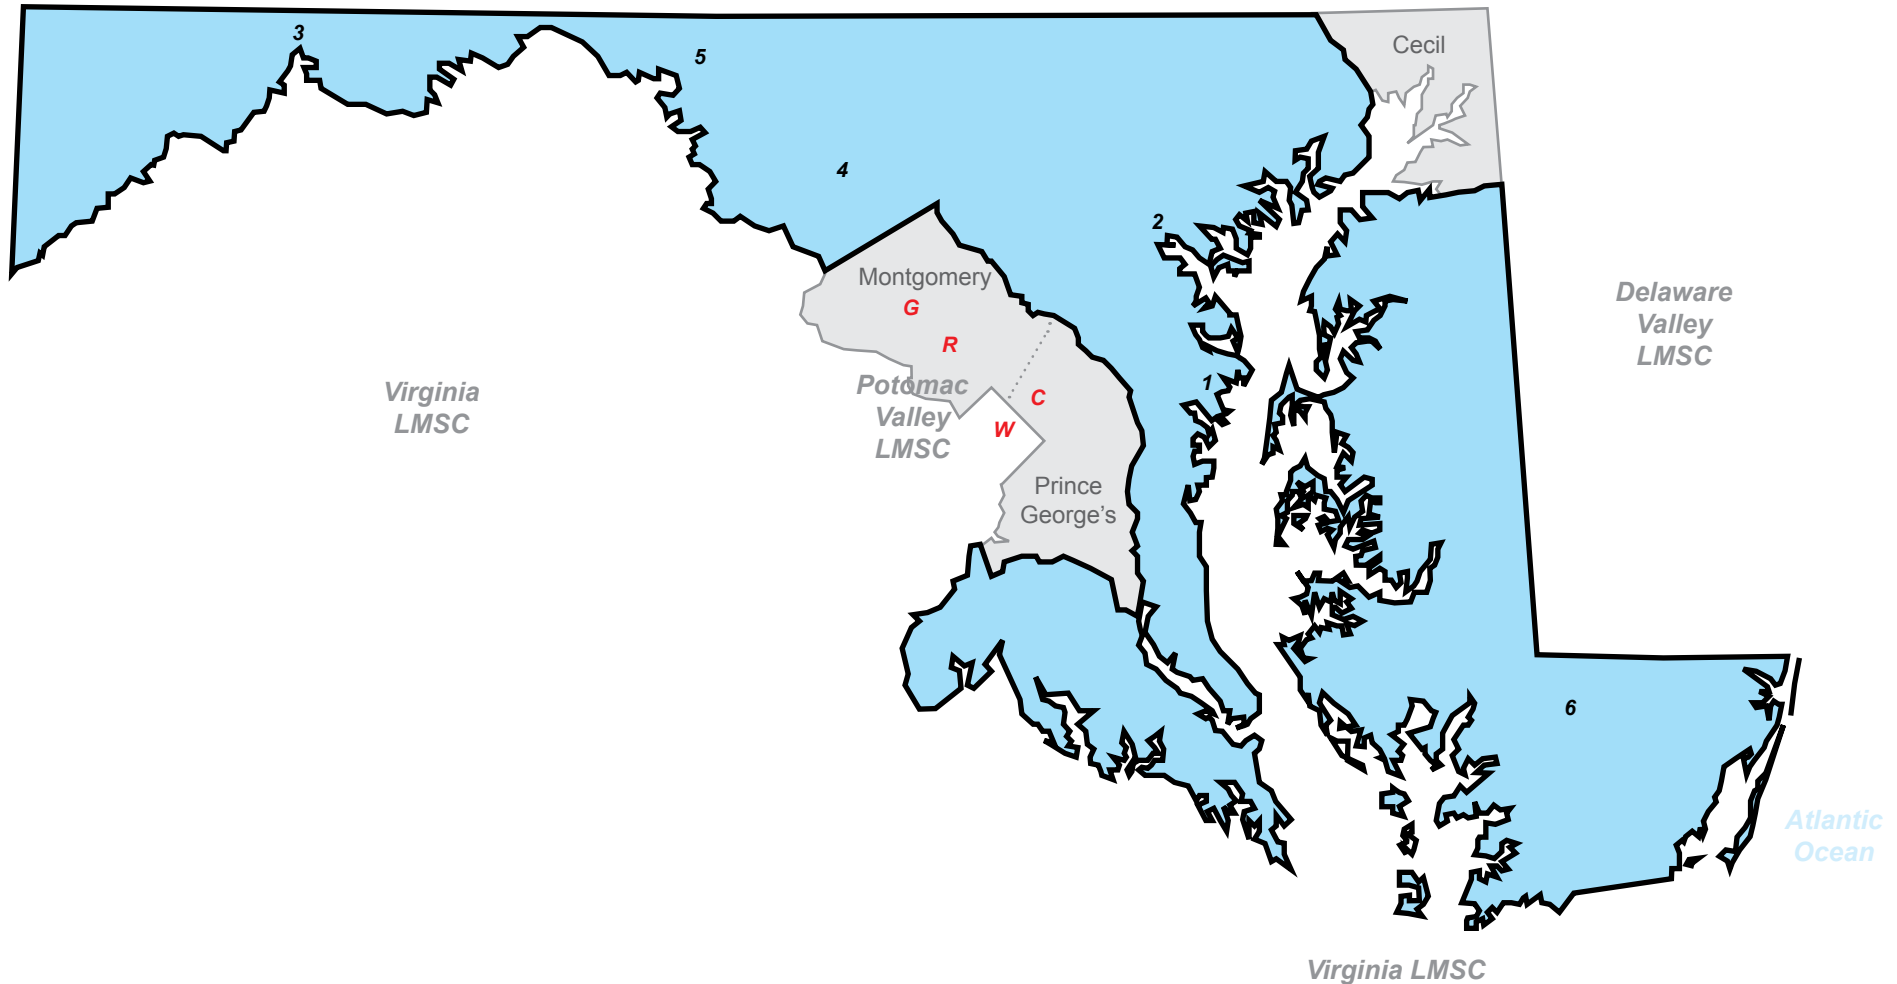 3
5
Cecil
4
2
Montgomery
G
R
Delaware
Valley
LMSC
Virginia
LMSC
Potomac
Valley
LMSC
1
C
W
Prince
George’s
6
Atlantic
Ocean
Virginia LMSC